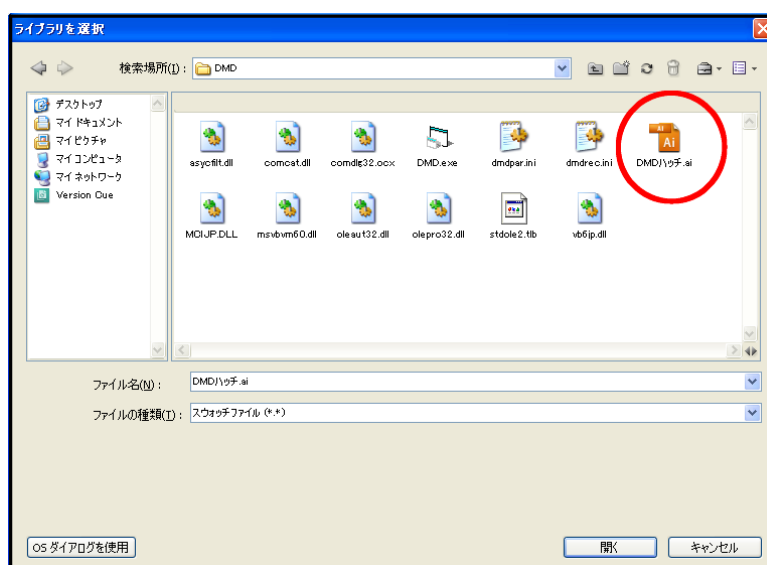 ライブラリを選択
検索場所(I): DMD
デスクトップ
マイ ドキュメント
マイ ピクチャ
マイ コンピュータ
マイ ネットワーク
Version Cue
asycfilt.dll comcat.dll comdlg32.ocx DMD.exe dmdpar.ini dmdrec.ini DMDハッチ.ai
MCIJP.DLL msvbvm60.dll oleaut32.dll olepro32.dll stdole2.tlb vb6jp.dll
ファイル名(N): DMDハッチ.ai
ファイルの種類(T): スウォッチファイル (*.*)
OS ダイアログを使用 開く キャンセル